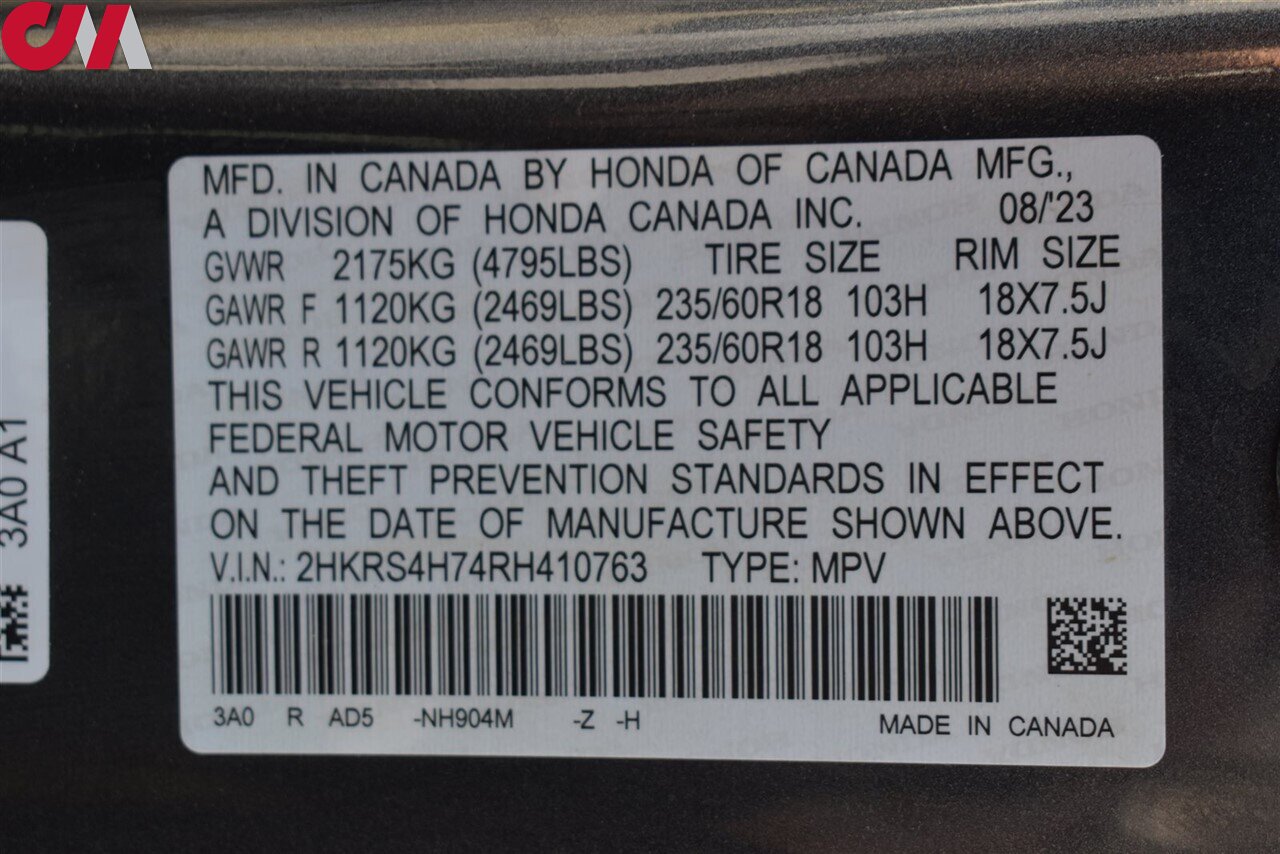 CM
MFD. IN CANADA BY HONDA OF CANADA MFG.,
A DIVISION OF HONDA CANADA INC. 08/'23
GVWR 2175KG (4795LBS) TIRE SIZE RIM SIZE
GAWR F 1120KG (2469LBS) 235/60R18 103H 18X7.5J
GAWR R 1120KG (2469LBS) 235/60R18 103H 18X7.5J
THIS VEHICLE CONFORMS TO ALL APPLICABLE
FEDERAL MOTOR VEHICLE SAFETY
AND THEFT PREVENTION STANDARDS IN EFFECT
ON THE DATE OF MANUFACTURE SHOWN ABOVE.
V.I.N.: 2HKRS4H74RH410763 TYPE: MPV
3A0 R AD5 -NH904M -Z -H MADE IN CANADA
3A0 A1